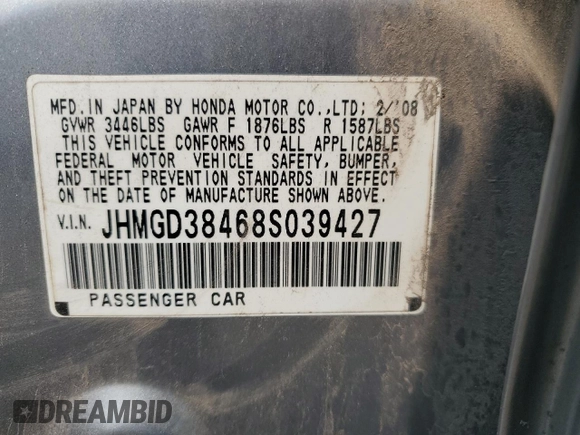 MFD. IN JAPAN BY HONDA MOTOR CO.,LTD; 2/'08
GVWR 3446LBS GAWR F 1876LBS R 1587LBS
THIS VEHICLE CONFORMS TO ALL APPLICABLE
FEDERAL MOTOR VEHICLE SAFETY, BUMPER,
AND THEFT PREVENTION STANDARDS IN EFFECT
ON THE DATE OF MANUFACTURE SHOWN ABOVE.
V.I.N. JHMGD38468S039427
PASSENGER CAR
DREAMBID